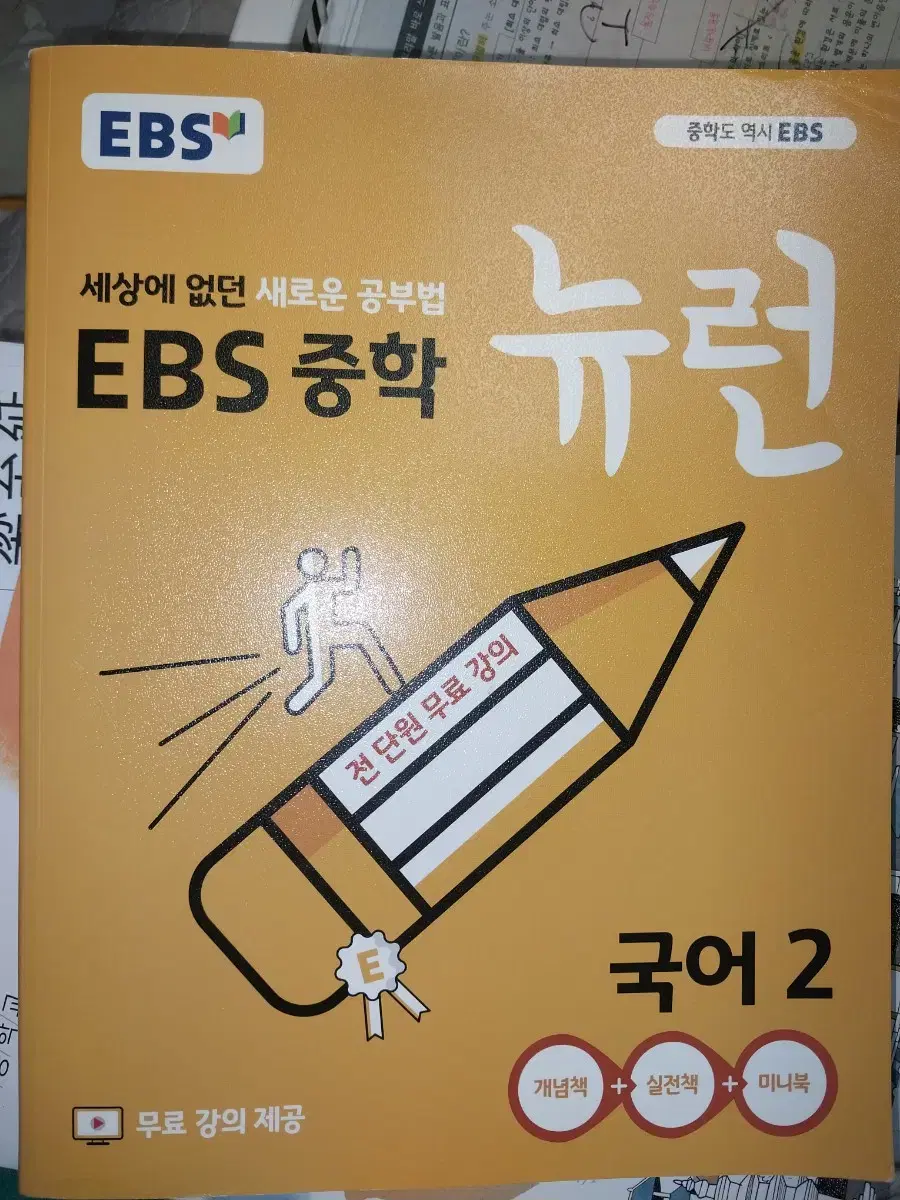 EBS
중학도 역시 EBS
세상에 없던 새로운 공부법
EBS 중학
뉴런
전 단원 무료 강의
E
국어 2
개념책 + 실전책 + 미니북
무료 강의 제공